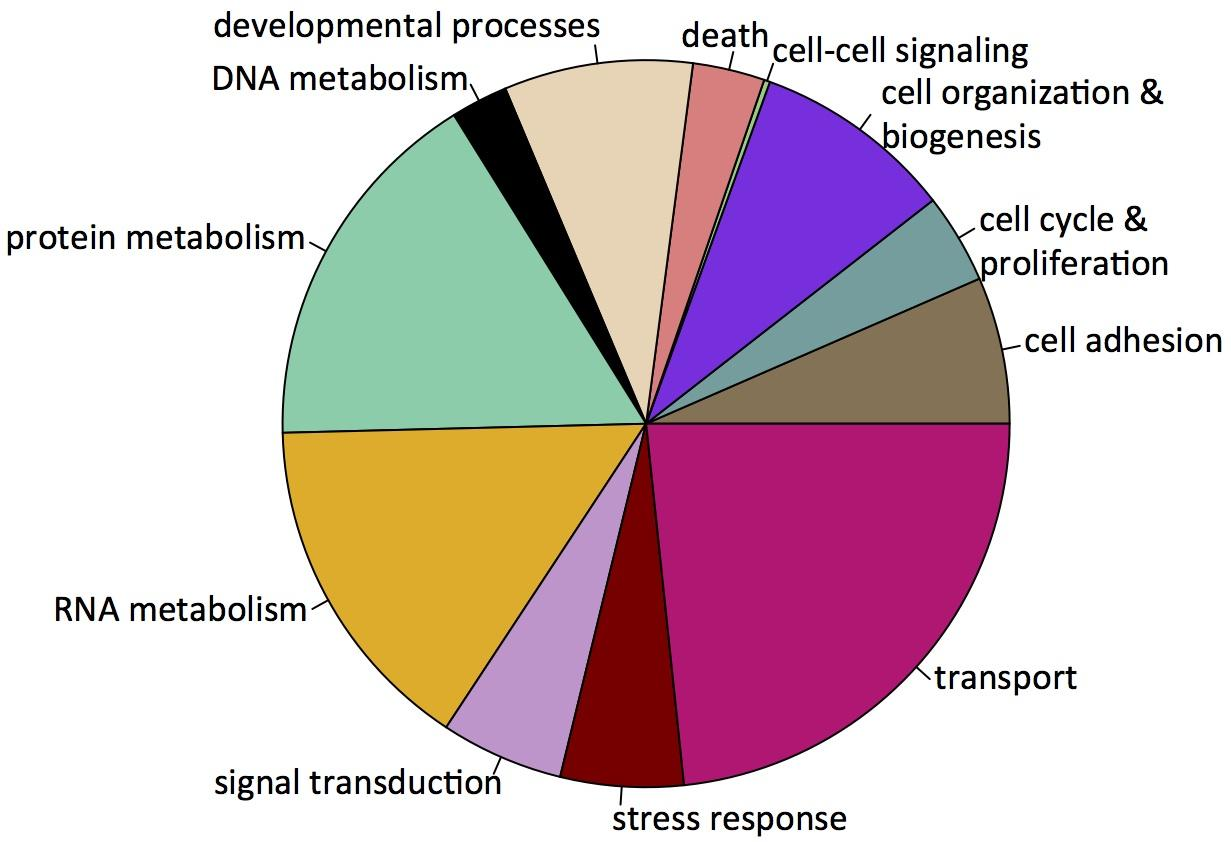 developmental processes
death
cell-cell signaling
DNA metabolism
cell organization &
biogenesis
cell cycle &
proliferation
protein metabolism
cell adhesion
RNA metabolism
transport
signal transduction
stress response